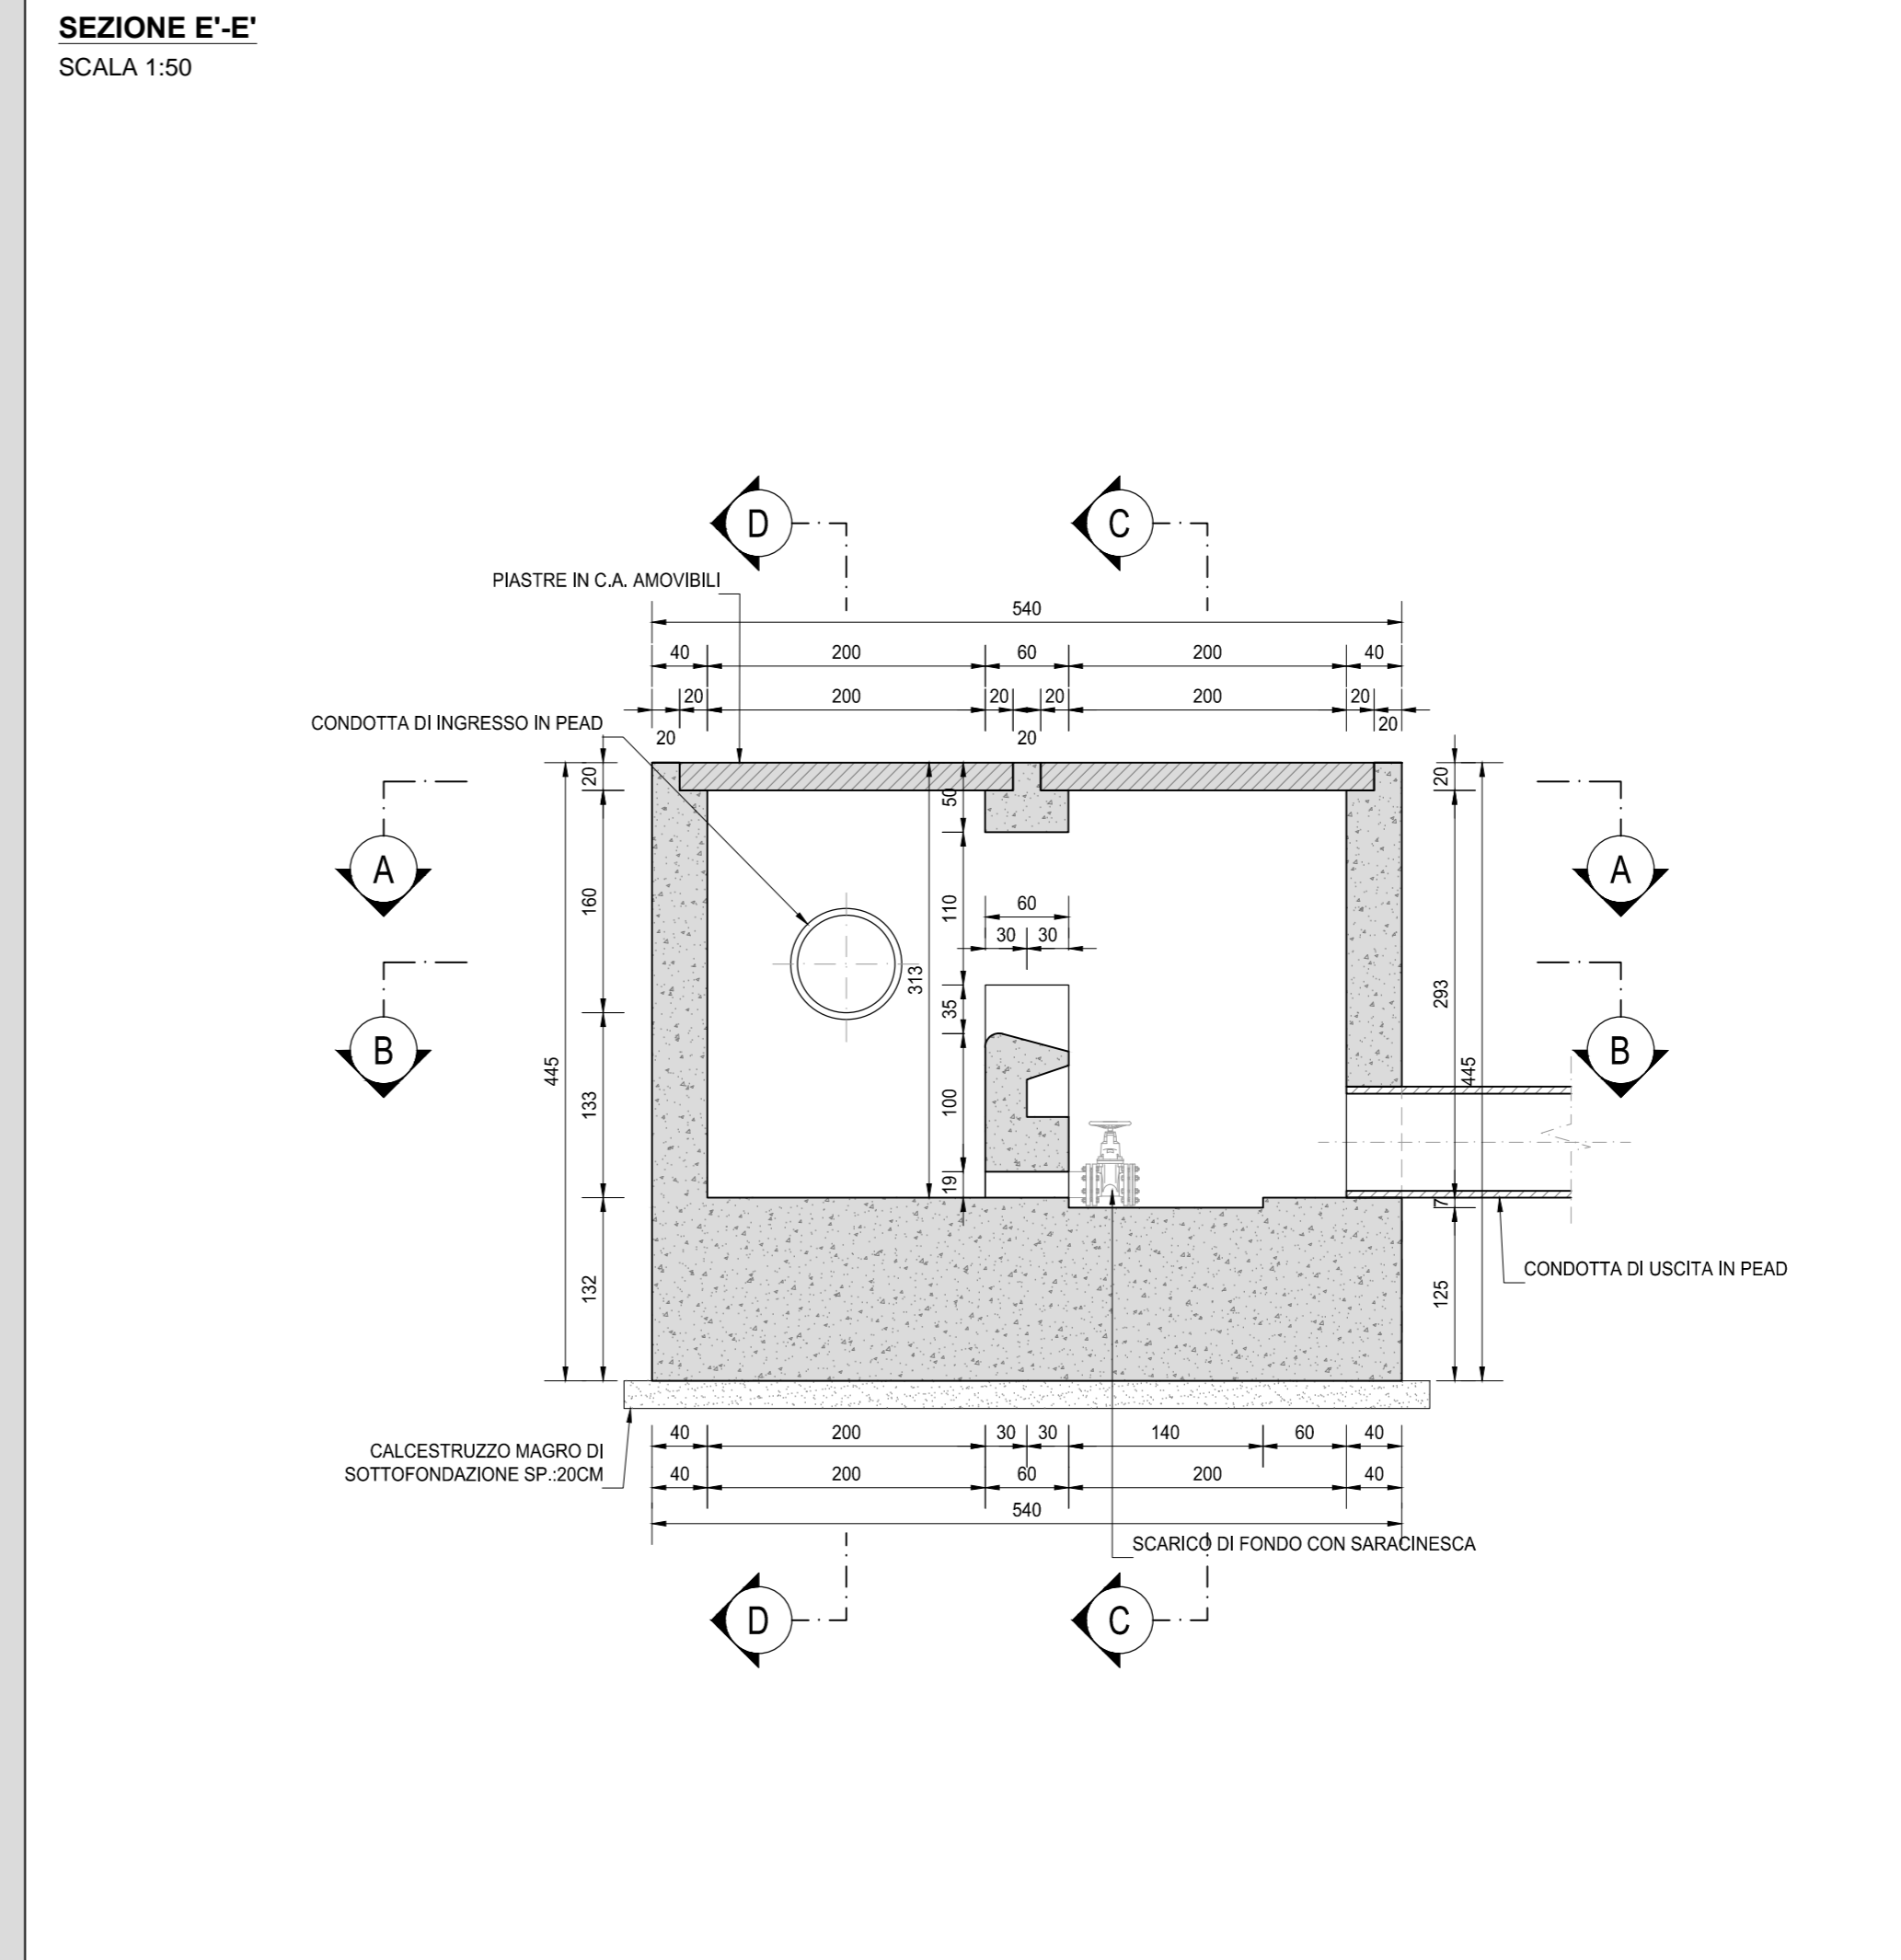 SEZIONE E'-E'
SCALA 1:50
D
C
PIASTRE IN C.A. AMOVIBILI
540
40 200 60 200 40
20 200 20 20 200 20
CONDOTTA DI INGRESSO IN PEAD
20 20 20
20
50
20
A
160
110
60
30 30
A
313
293
35
B
445
133
100
445
B
19
7
132
125
CONDOTTA DI USCITA IN PEAD
40 200 30 30 140 60 40
CALCESTRUZZO MAGRO DI
SOTTOFONDAZIONE SP.:20CM
40 200 60 200 40
540
SCARICO DI FONDO CON SARACINESCA
D
C